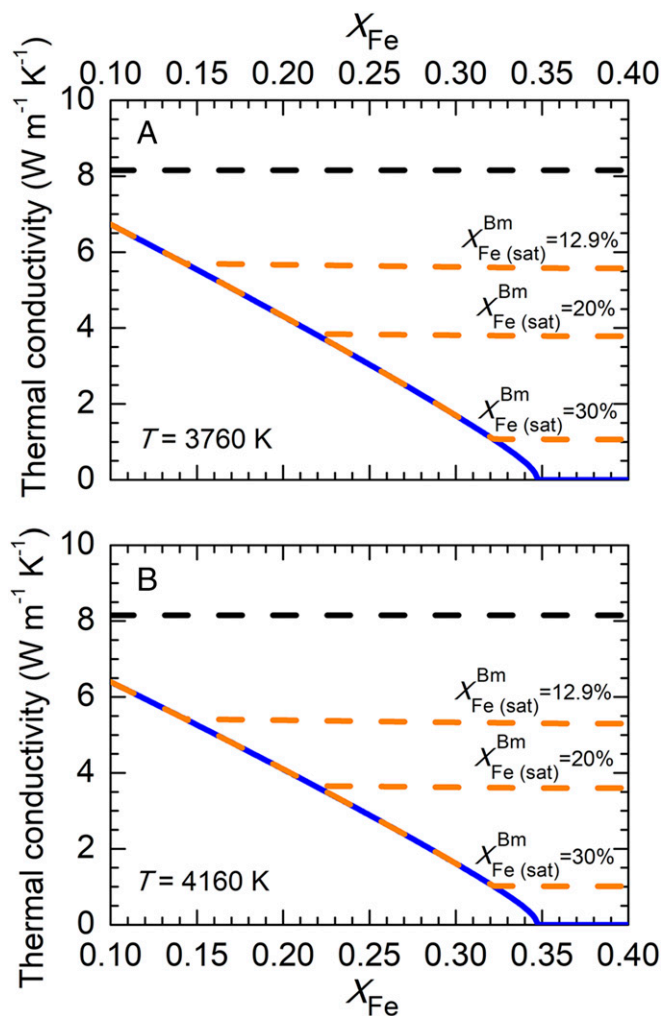 X_Fe
0.10 0.15 0.20 0.25 0.30 0.35 0.40
Thermal conductivity (W m⁻¹ K⁻¹)
10
A
8
X^Bm_Fe (sat)=12.9%
6
X^Bm_Fe (sat)=20%
4
X^Bm_Fe (sat)=30%
2
T = 3760 K
0
Thermal conductivity (W m⁻¹ K⁻¹)
10
B
8
X^Bm_Fe (sat)=12.9%
6
X^Bm_Fe (sat)=20%
4
X^Bm_Fe (sat)=30%
2
T = 4160 K
0
0.10 0.15 0.20 0.25 0.30 0.35 0.40
X_Fe